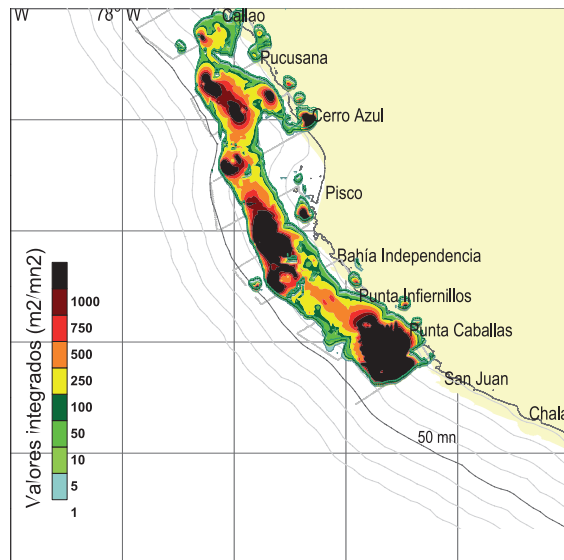 W
78° W
Callao
Pucusana
Cerro Azul
Pisco
Bahía Independencia
Punta Infiernillos
Punta Caballas
San Juan
Chala
50 mn
Valores integrados (m2/mn2)
1000
750
500
250
100
50
10
5
1